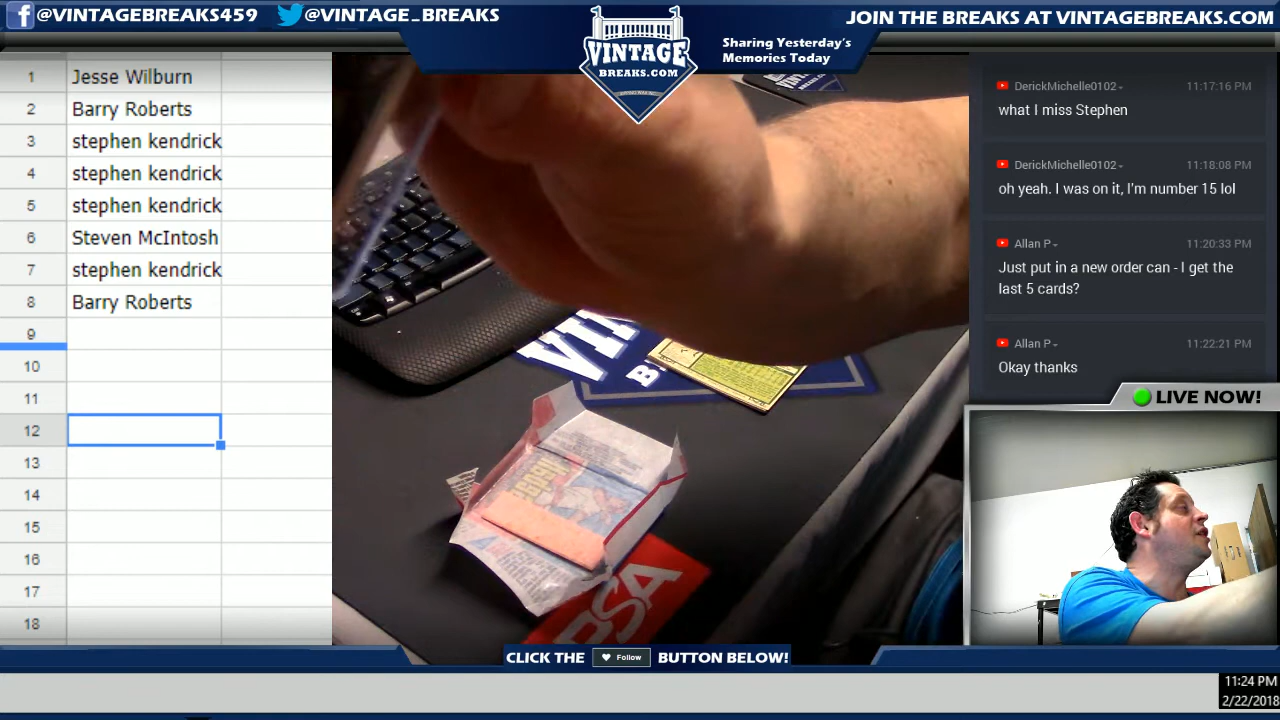 @VINTAGEBREAKS459
@VINTAGE_BREAKS
VINTAGE
BREAKS.COM
Sharing Yesterday's
Memories Today
JOIN THE BREAKS AT VINTAGEBREAKS.COM
1 Jesse Wilburn
2 Barry Roberts
3 stephen kendrick
4 stephen kendrick
5 stephen kendrick
6 Steven McIntosh
7 stephen kendrick
8 Barry Roberts
9
10
11
12
13
14
15
16
17
18
VIN
B
PSA
DerickMichelle0102 11:17:16 PM
what I miss Stephen
DerickMichelle0102 11:18:08 PM
oh yeah. I was on it, I'm number 15 lol
Allan P 11:20:33 PM
Just put in a new order can - I get the
last 5 cards?
Allan P 11:22:21 PM
Okay thanks
LIVE NOW!
CLICK THE Follow BUTTON BELOW!
11:24 PM
2/22/2018